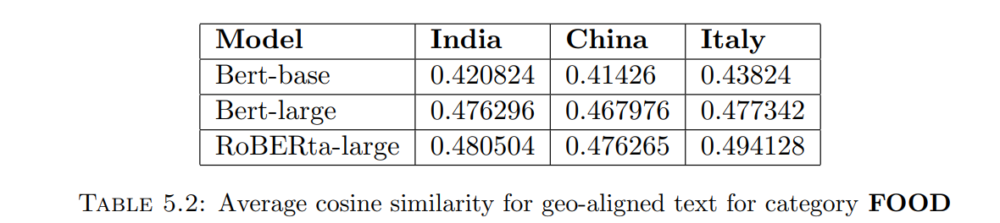 Model India China Italy
Bert-base 0.420824 0.41426 0.43824
Bert-large 0.476296 0.467976 0.477342
RoBERta-large 0.480504 0.476265 0.494128
TABLE 5.2: Average cosine similarity for geo-aligned text for category FOOD